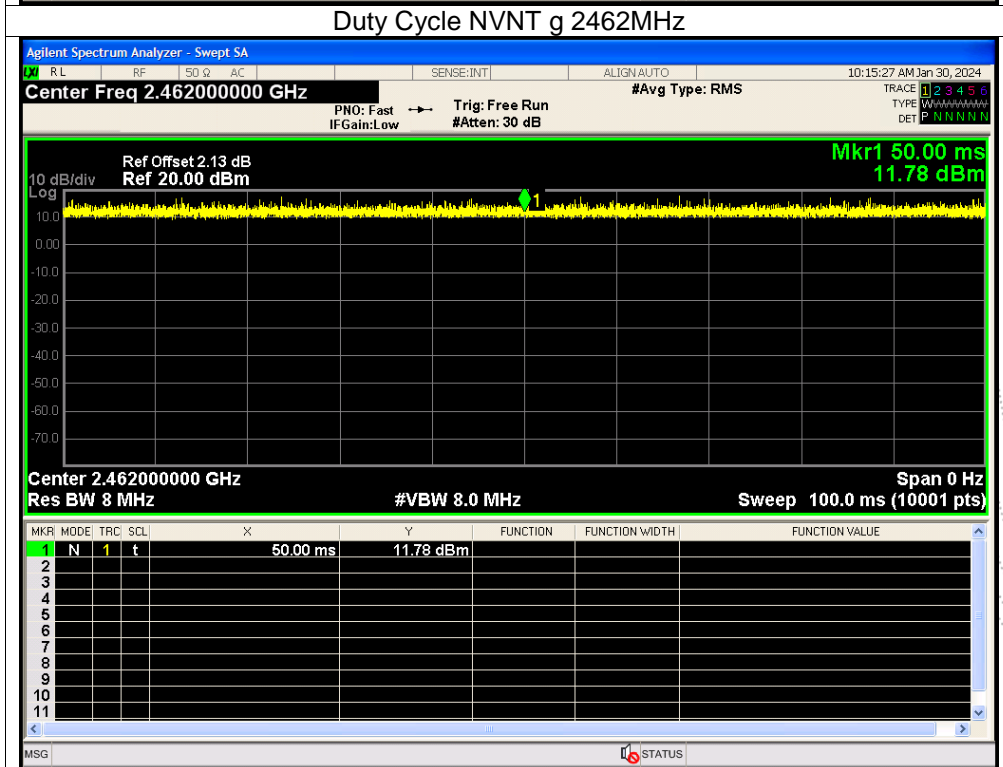 Duty Cycle NVNT g 2462MHz
Agilent Spectrum Analyzer - Swept SA
LXI RL RF 50 Ω AC SENSE:INT ALIGN AUTO 10:15:27 AM Jan 30, 2024
Center Freq 2.462000000 GHz #Avg Type: RMS TRACE 1 2 3 4 5 6
PNO: Fast Trig: Free Run TYPE WWWWWW
IFGain:Low #Atten: 30 dB DET P N N N N N
Mkr1 50.00 ms
Ref Offset 2.13 dB
10 dB/div Ref 20.00 dBm 11.78 dBm
Log
1
10.0
0.00
-10.0
-20.0
-30.0
-40.0
-50.0
-60.0
-70.0
Center 2.462000000 GHz Span 0 Hz
Res BW 8 MHz #VBW 8.0 MHz Sweep 100.0 ms (10001 pts)
MKR MODE TRC SCL X Y FUNCTION FUNCTION WIDTH FUNCTION VALUE
1 N 1 t 50.00 ms 11.78 dBm
2
3
4
5
6
7
8
9
10
11
MSG STATUS